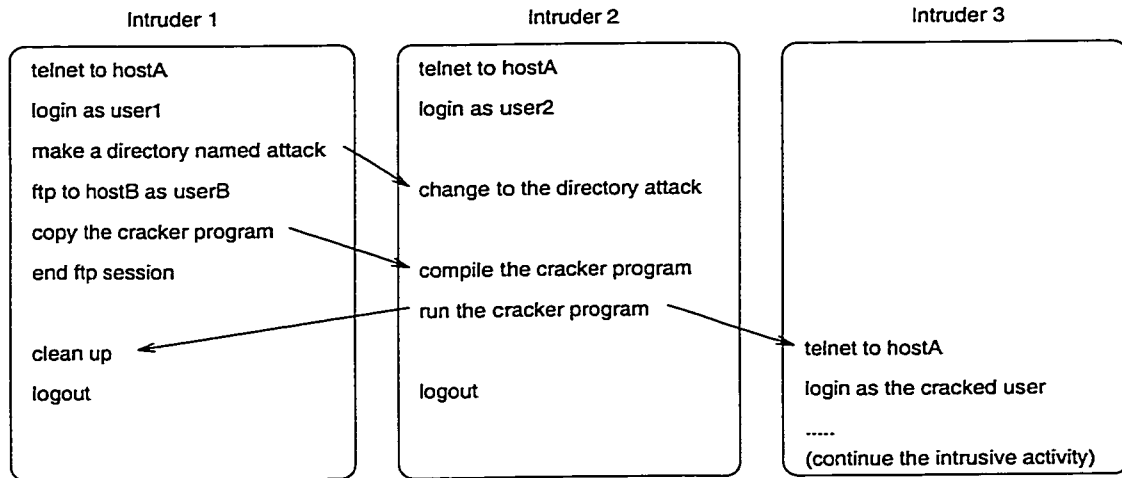 Intruder 1
telnet to hostA
login as user1
make a directory named attack
ftp to hostB as userB
copy the cracker program
end ftp session
clean up
logout
Intruder 2
telnet to hostA
login as user2
change to the directory attack
compile the cracker program
run the cracker program
logout
Intruder 3
telnet to hostA
login as the cracked user
.....
(continue the intrusive activity)